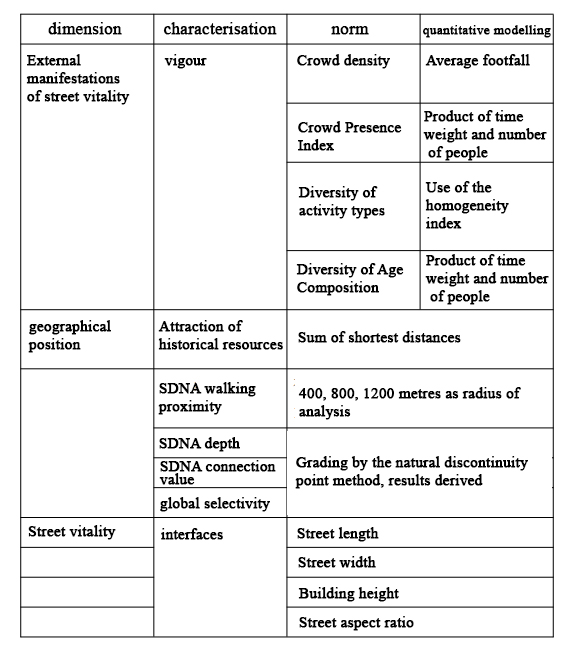 dimension characterisation norm quantitative modelling
External manifestations of street vitality vigour Crowd density Average footfall
Crowd Presence Index Product of time weight and number of people
Diversity of activity types Use of the homogeneity index
Diversity of Age Composition Product of time weight and number of people
geographical position Attraction of historical resources Sum of shortest distances
SDNA walking proximity 400, 800, 1200 metres as radius of analysis
SDNA depth
SDNA connection value
global selectivity
Grading by the natural discontinuity point method, results derived
Street vitality interfaces Street length
Street width
Building height
Street aspect ratio